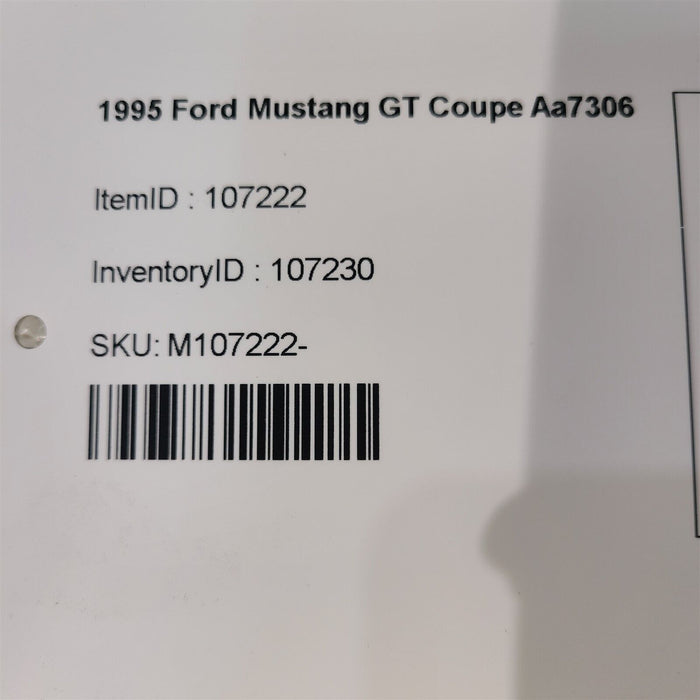 1995 Ford Mustang GT Coupe Aa7306
ItemID : 107222
InventoryID : 107230
SKU: M107222-